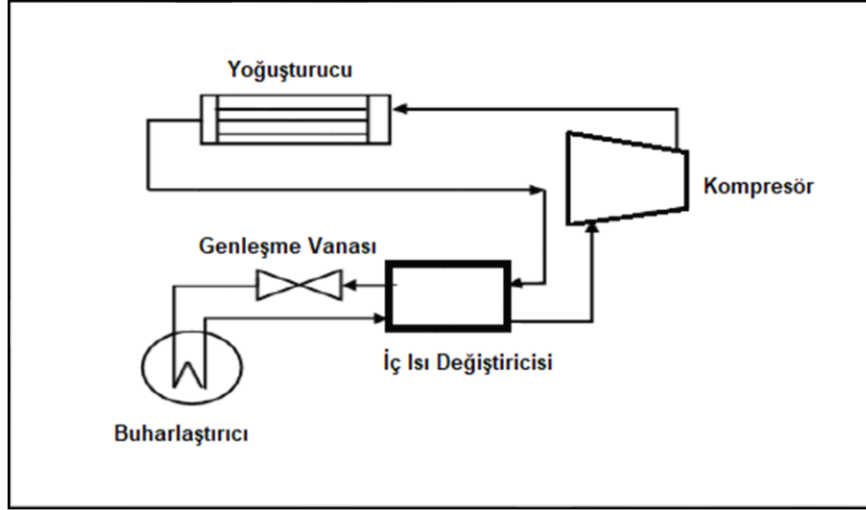 Yoğuşturucu
Kompresör
Genleşme Vanası
İç Isı Değiştiricisi
Buharlaştırıcı